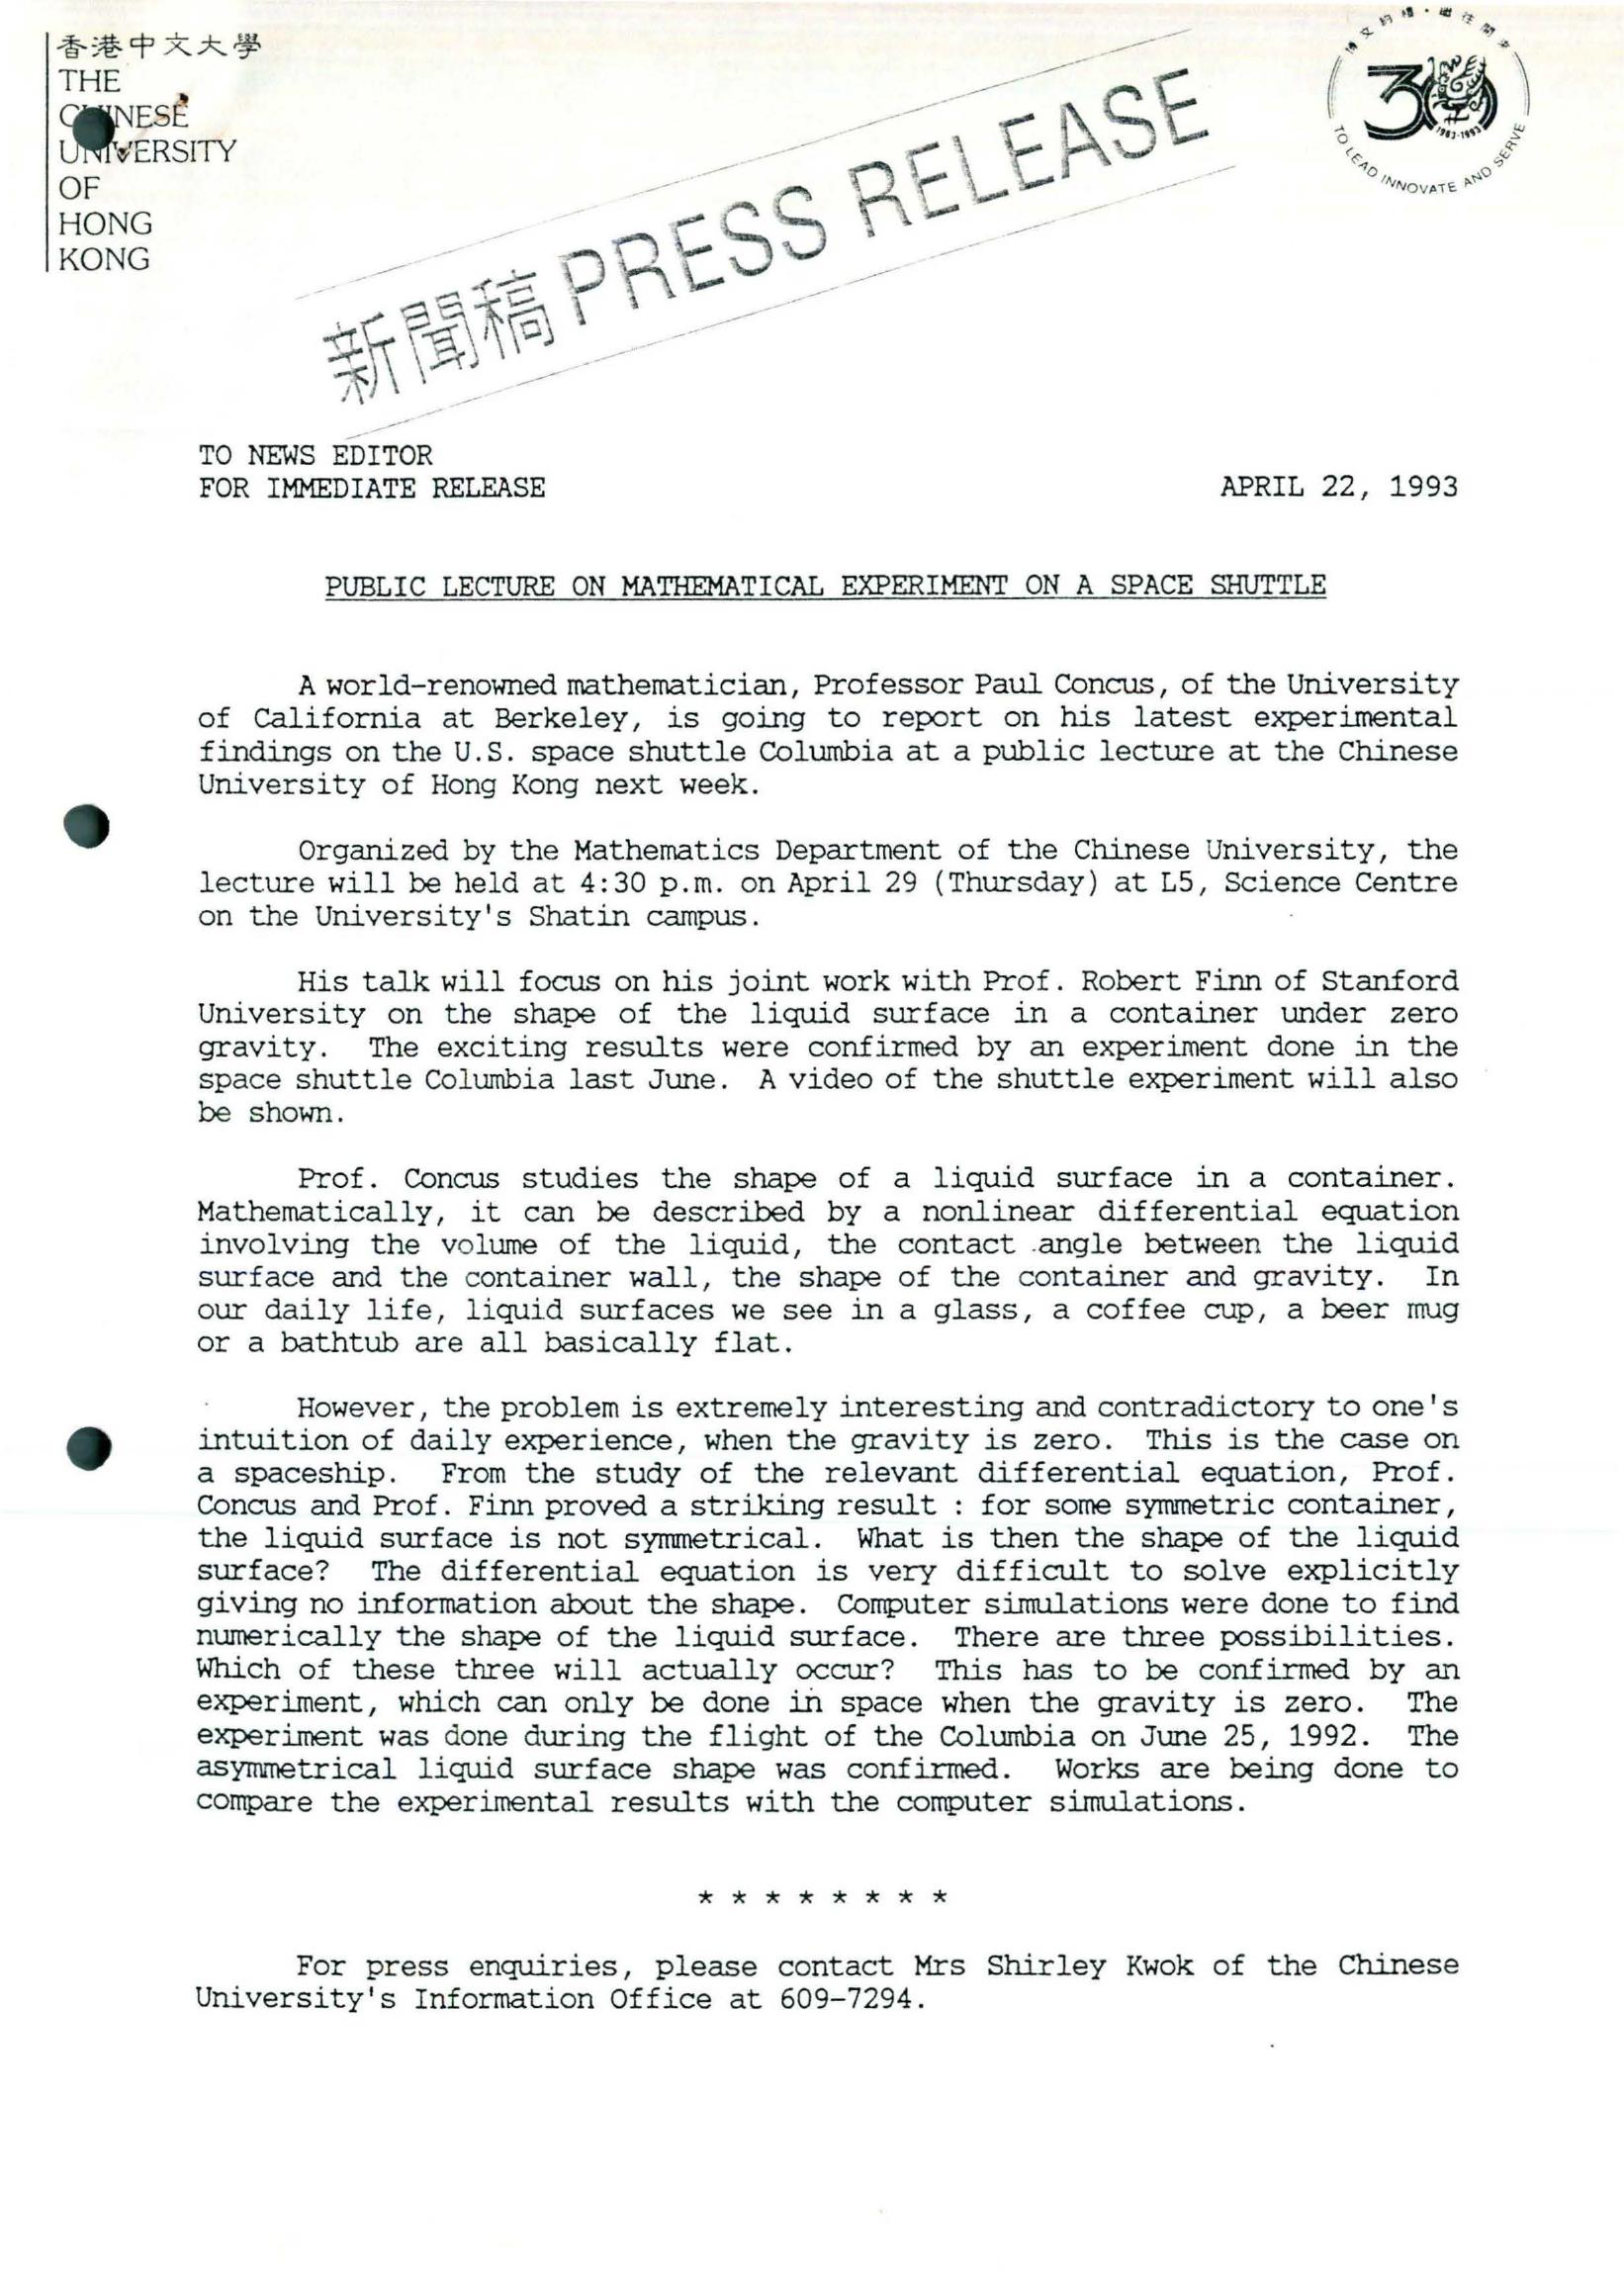 香港中文大學
THE
CHINESE
UNIVERSITY
OF
HONG
KONG
博文約禮·繼往開來
30
1963-1993
TO LEAD INNOVATE AND SERVE
新聞稿 PRESS RELEASE
TO NEWS EDITOR
FOR IMMEDIATE RELEASE APRIL 22, 1993
PUBLIC LECTURE ON MATHEMATICAL EXPERIMENT ON A SPACE SHUTTLE
A world-renowned mathematician, Professor Paul Concus, of the University
of California at Berkeley, is going to report on his latest experimental
findings on the U.S. space shuttle Columbia at a public lecture at the Chinese
University of Hong Kong next week.
Organized by the Mathematics Department of the Chinese University, the
lecture will be held at 4:30 p.m. on April 29 (Thursday) at L5, Science Centre
on the University's Shatin campus.
His talk will focus on his joint work with Prof. Robert Finn of Stanford
University on the shape of the liquid surface in a container under zero
gravity. The exciting results were confirmed by an experiment done in the
space shuttle Columbia last June. A video of the shuttle experiment will also
be shown.
Prof. Concus studies the shape of a liquid surface in a container.
Mathematically, it can be described by a nonlinear differential equation
involving the volume of the liquid, the contact angle between the liquid
surface and the container wall, the shape of the container and gravity. In
our daily life, liquid surfaces we see in a glass, a coffee cup, a beer mug
or a bathtub are all basically flat.
However, the problem is extremely interesting and contradictory to one's
intuition of daily experience, when the gravity is zero. This is the case on
a spaceship. From the study of the relevant differential equation, Prof.
Concus and Prof. Finn proved a striking result : for some symmetric container,
the liquid surface is not symmetrical. What is then the shape of the liquid
surface? The differential equation is very difficult to solve explicitly
giving no information about the shape. Computer simulations were done to find
numerically the shape of the liquid surface. There are three possibilities.
Which of these three will actually occur? This has to be confirmed by an
experiment, which can only be done in space when the gravity is zero. The
experiment was done during the flight of the Columbia on June 25, 1992. The
asymmetrical liquid surface shape was confirmed. Works are being done to
compare the experimental results with the computer simulations.
* * * * * * * *
For press enquiries, please contact Mrs Shirley Kwok of the Chinese
University's Information Office at 609-7294.